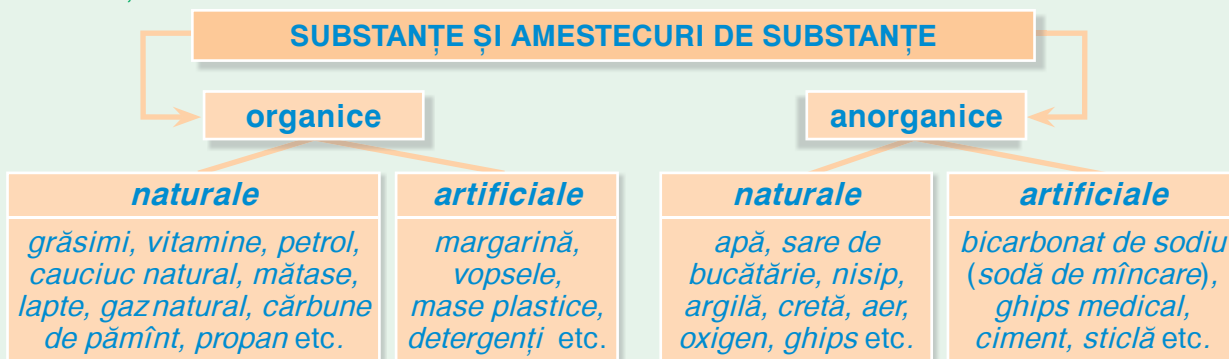 SUBSTANȚE ȘI AMESTECURI DE SUBSTANȚE
organice
anorganice
naturale
grăsimi, vitamine, petrol,
cauciuc natural, mătase,
lapte, gaz natural, cărbune
de pămînt, propan etc.
artificiale
margarină,
vopsele,
mase plastice,
detergenți etc.
naturale
apă, sare de
bucătărie, nisip,
argilă, cretă, aer,
oxigen, ghips etc.
artificiale
bicarbonat de sodiu
(sodă de mîncare),
ghips medical,
ciment, sticlă etc.